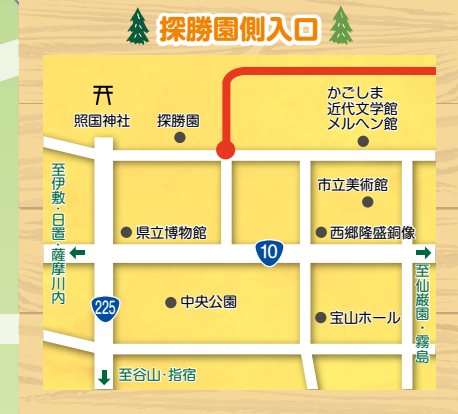 探勝園側入口
かごしま
近代文学館
メルヘン館
照国神社
探勝園
市立美術館
至伊敷・日置・薩摩川内
県立博物館
西郷隆盛銅像
10
225
中央公園
宝山ホール
至仙巌園・霧島
至谷山・指宿